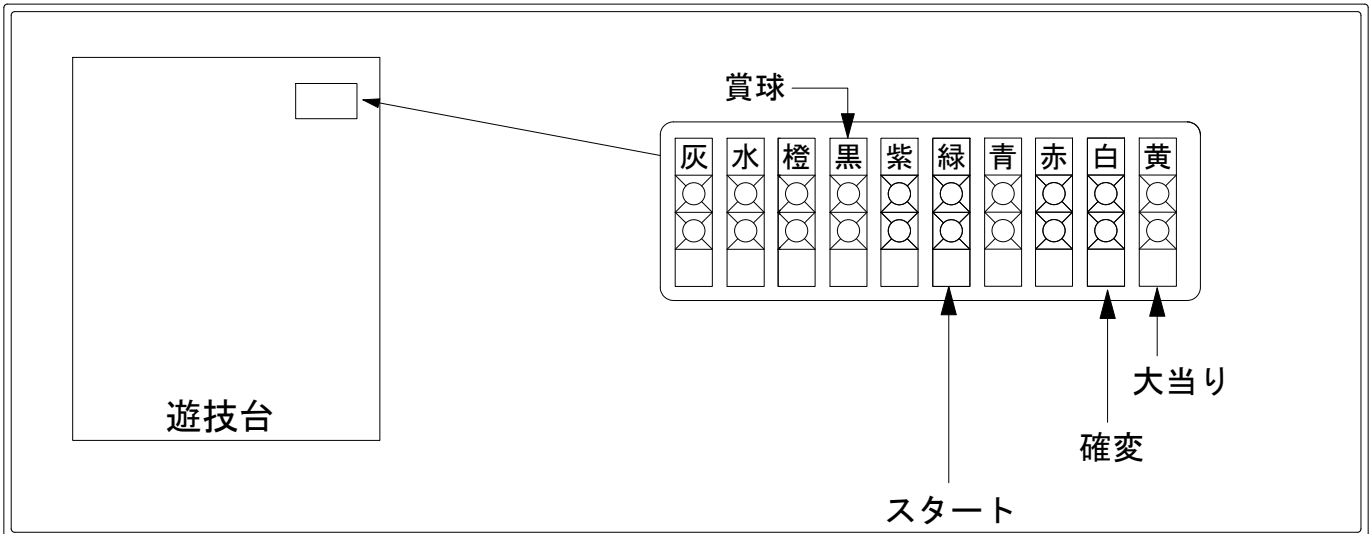 賞球
灰 水 橙 黒 紫 緑 青 赤 白 黄
大当り
遊技台
確変
スタート